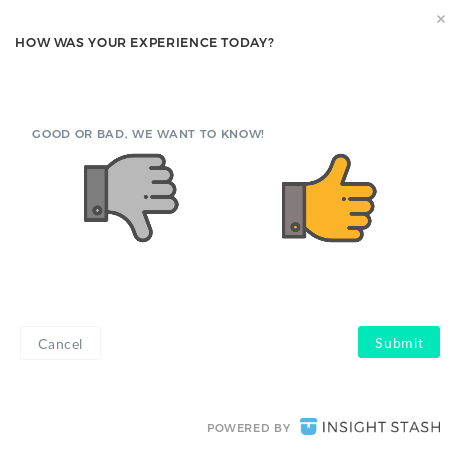 ×
HOW WAS YOUR EXPERIENCE TODAY?
GOOD OR BAD, WE WANT TO KNOW!
Cancel
Submit
POWERED BY INSIGHT STASH